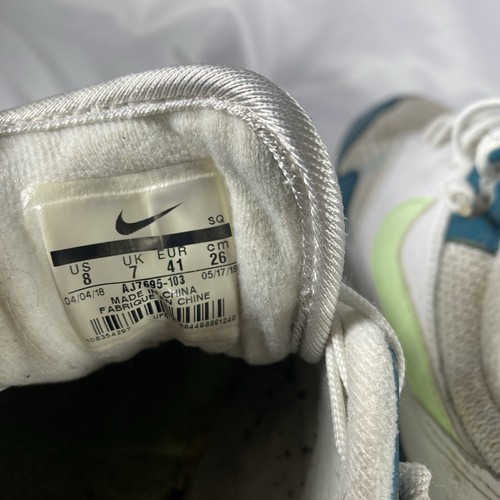 SQ
US UK EUR cm
8 7 41 26
04/04/18 AJ7695-103 05/17/18
MADE IN CHINA
FABRIQUE EN CHINE